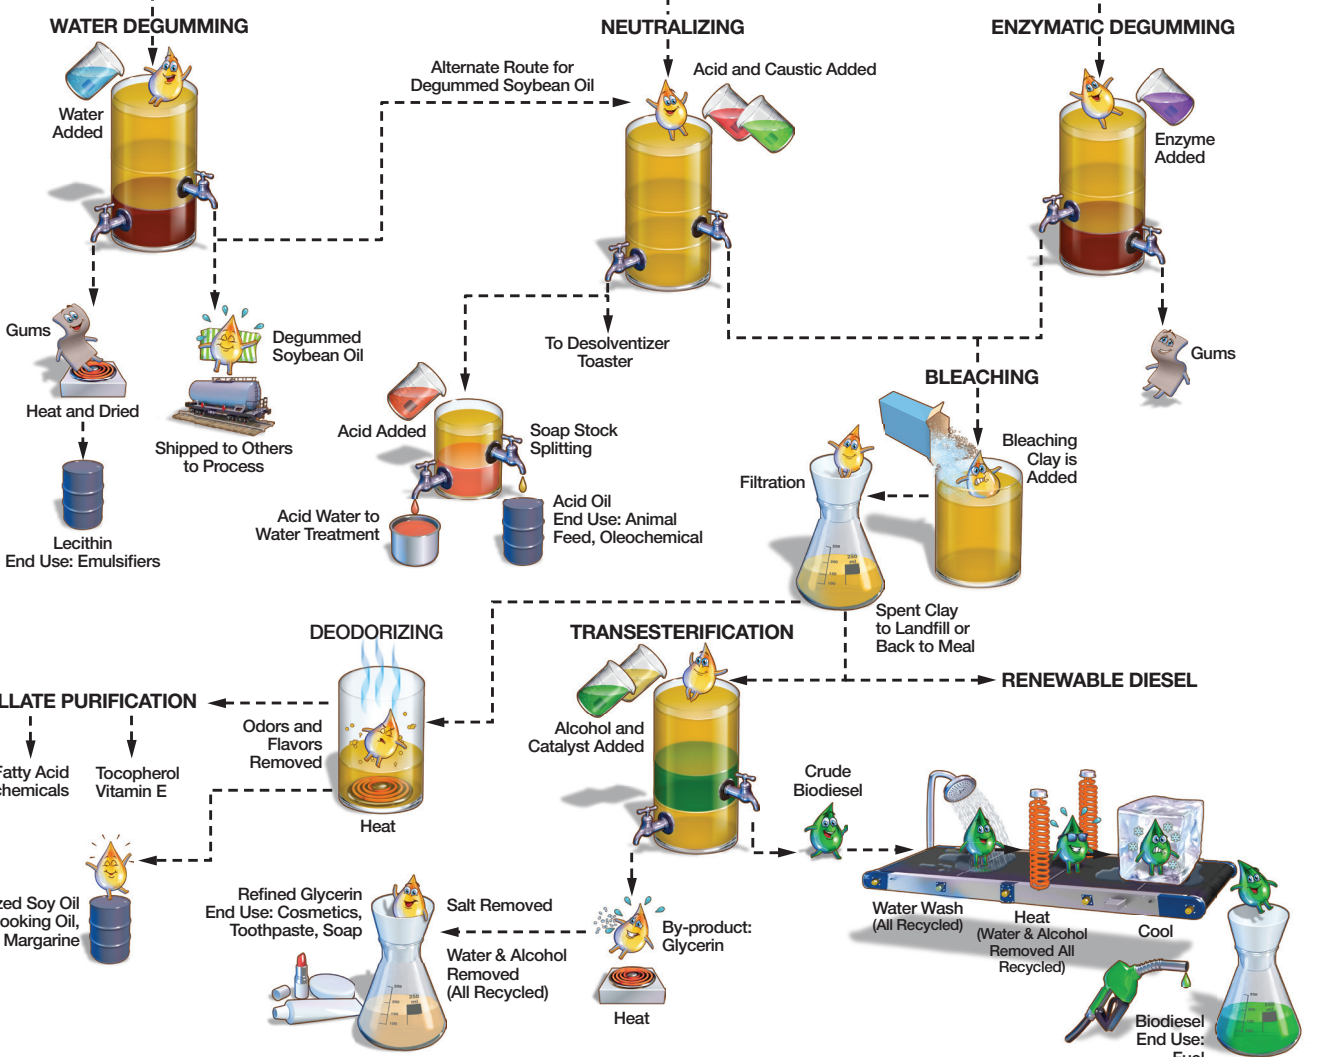 WATER DEGUMMING
NEUTRALIZING
ENZYMATIC DEGUMMING
Water
Added
Alternate Route for
Degummed Soybean Oil
Acid and Caustic Added
Enzyme
Added
Gums
Degummed
Soybean Oil
Heat and Dried
Shipped to Others
to Process
Lecithin
End Use: Emulsifiers
To Desolventizer
Toaster
Acid Added
Soap Stock
Splitting
Acid Water to
Water Treatment
Acid Oil
End Use: Animal
Feed, Oleochemical
Gums
BLEACHING
Bleaching
Clay is
Added
Filtration
250
ml
Spent Clay
to Landfill or
Back to Meal
DEODORIZING
Odors and
Flavors
Removed
Heat
LLATE PURIFICATION
Fatty Acid
chemicals
Tocopherol
Vitamin E
zed Soy Oil
ooking Oil,
Margarine
TRANSESTERIFICATION
Alcohol and
Catalyst Added
RENEWABLE DIESEL
Crude
Biodiesel
Water Wash
(All Recycled)
Heat
(Water & Alcohol
Removed All
Recycled)
Cool
Biodiesel
End Use:
Fuel
By-product:
Glycerin
Heat
Salt Removed
Water & Alcohol
Removed
(All Recycled)
Refined Glycerin
End Use: Cosmetics,
Toothpaste, Soap
250
ml